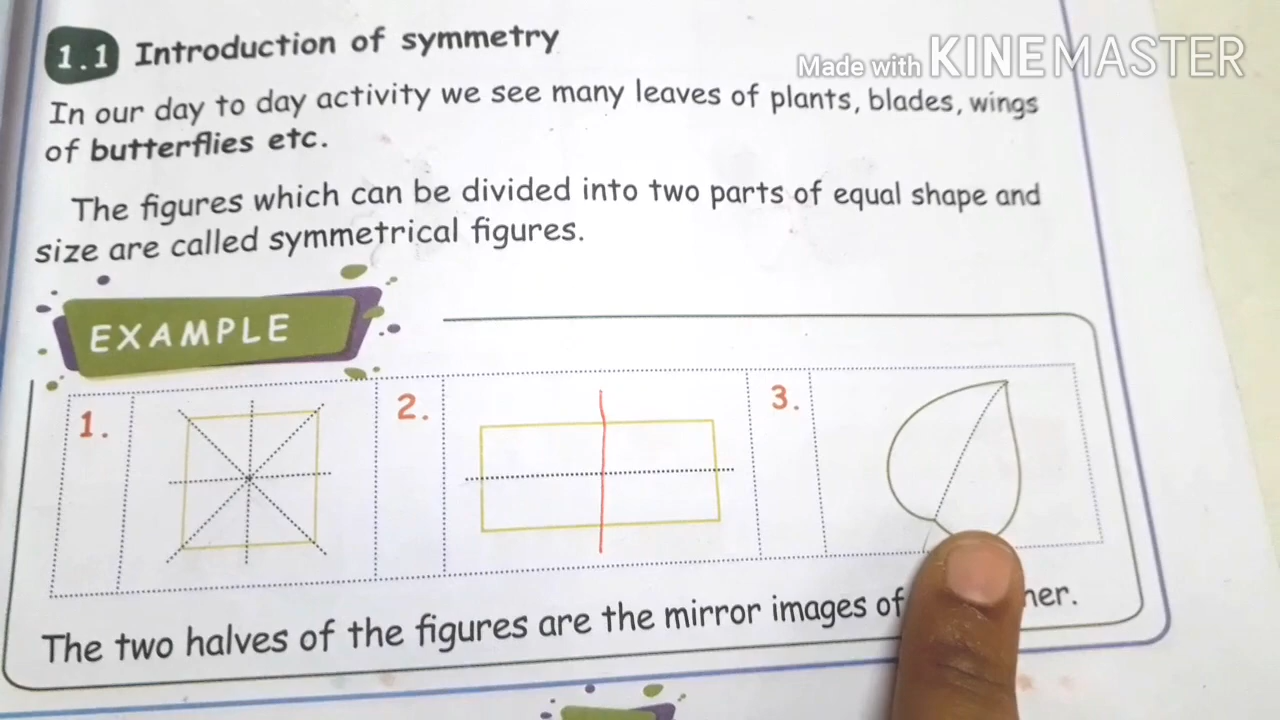 Made with KINEMASTER
1.1 Introduction of symmetry
In our day to day activity we see many leaves of plants, blades, wings
of butterflies etc.
The figures which can be divided into two parts of equal shape and
size are called symmetrical figures.
EXAMPLE
1. 2. 3.
The two halves of the figures are the mirror images of